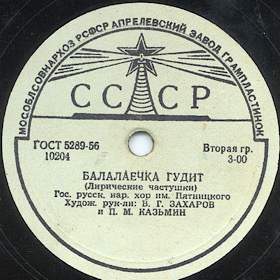 МОСОБЛСОВНАРХОЗ РСФСР АПРЕЛЕВСКИЙ ЗАВОД ГРАМПЛАСТИНОК
СССР
ГОСТ 5289-56
10204
Вторая гр.
3-00
БАЛАЛАЕЧКА ГУДИТ
(Лирические частушки)
Гос. русск. нар. хор им. Пятницкого
Худож. рук-ли: В. Г. ЗАХАРОВ
и П. М. КАЗЬМИН